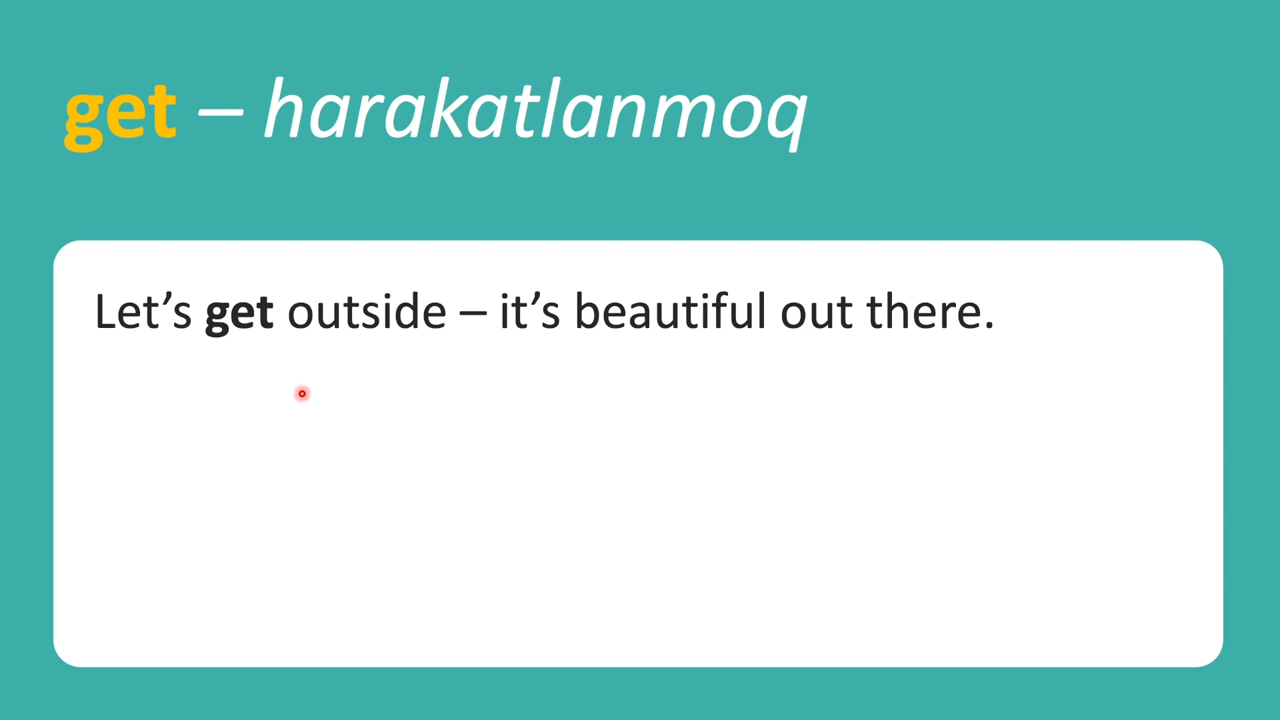 get – harakatlanmoq
Let’s get outside – it’s beautiful out there.